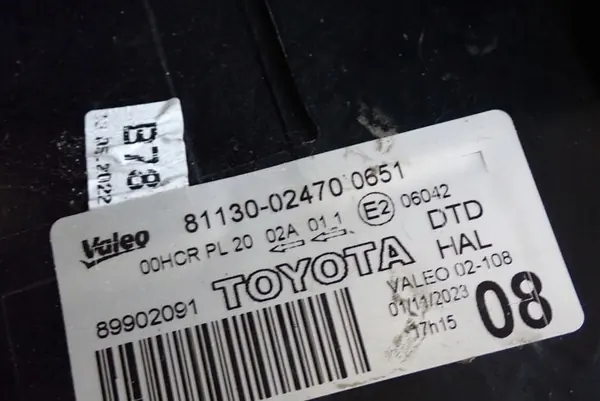 B78
13.05.2022
Valeo
81130-02470 0651
00HCR PL 20 02A 01 1 E2 06042
TOYOTA
DTD
HAL
89902091
VALEO 02-108
01/11/2023
17h15
08